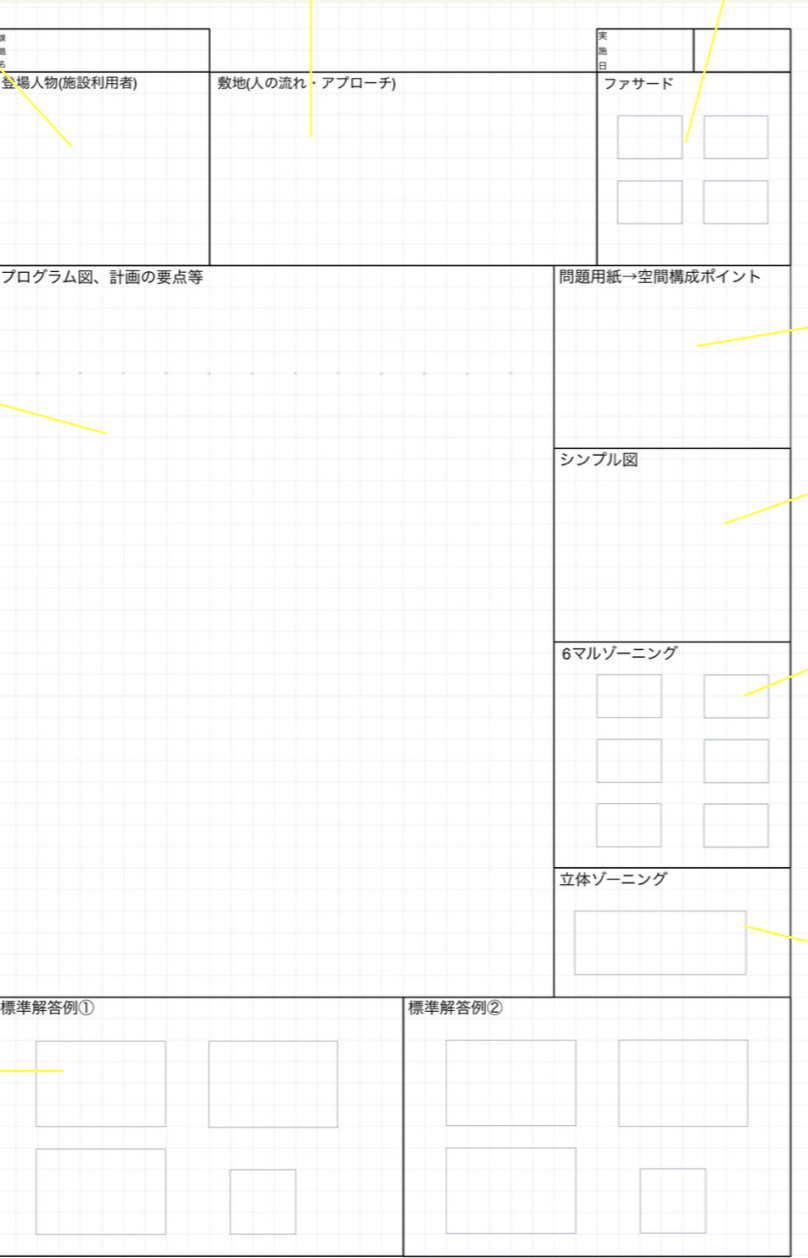 課題名
実施日
登場人物(施設利用者)
敷地(人の流れ・アプローチ)
ファサード
プログラム図、計画の要点等
問題用紙→空間構成ポイント
シンプル図
6マルゾーニング
立体ゾーニング
標準解答例①
標準解答例②